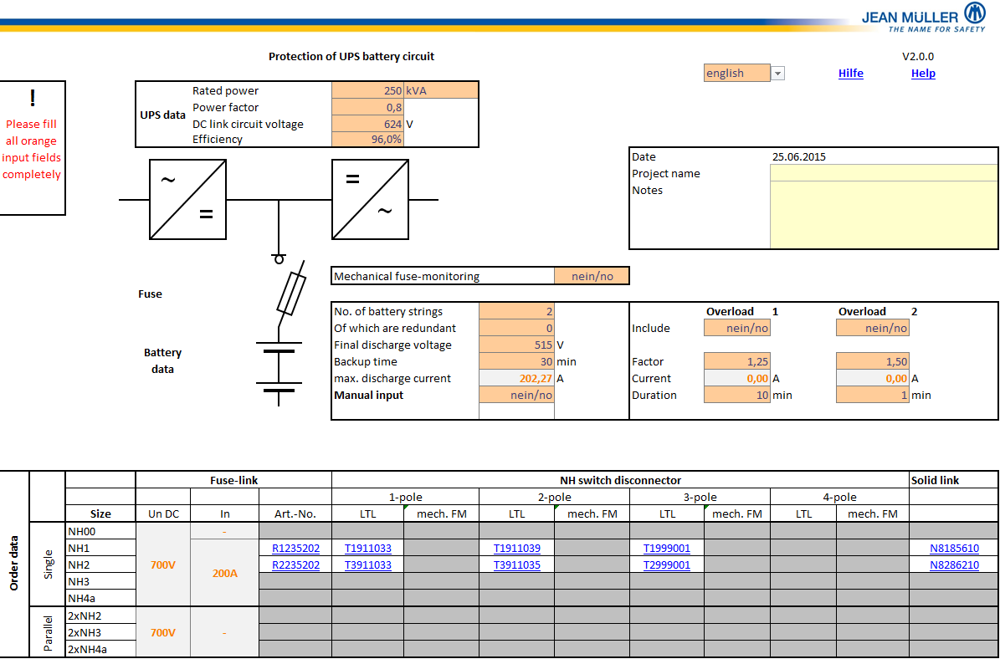 JEAN MÜLLER
THE NAME FOR SAFETY
Protection of UPS battery circuit
V2.0.0
english
Hilfe
Help
!
Please fill
all orange
input fields
completely
UPS data
Rated power 250 kVA
Power factor 0,8
DC link circuit voltage 624 V
Efficiency 96,0%
Date 25.06.2015
Project name
Notes
~
=
=
~
Mechanical fuse-monitoring nein/no
Fuse
Battery
data
No. of battery strings 2
Of which are redundant 0
Final discharge voltage 515 V
Backup time 30 min
max. discharge current 202,27 A
Manual input nein/no
Overload 1 Overload 2
Include nein/no nein/no
Factor 1,25 1,50
Current 0,00 A 0,00 A
Duration 10 min 1 min
Order data
Fuse-link NH switch disconnector Solid link
1-pole 2-pole 3-pole 4-pole
Size Un DC In Art.-No. LTL mech. FM LTL mech. FM LTL mech. FM LTL mech. FM
Single
NH00 -
NH1 R1235202 T1911033 T1911039 T1999001 N8185610
NH2 700V 200A R2235202 T3911033 T3911035 T2999001 N8286210
NH3
NH4a
Parallel
2xNH2
2xNH3 700V -
2xNH4a